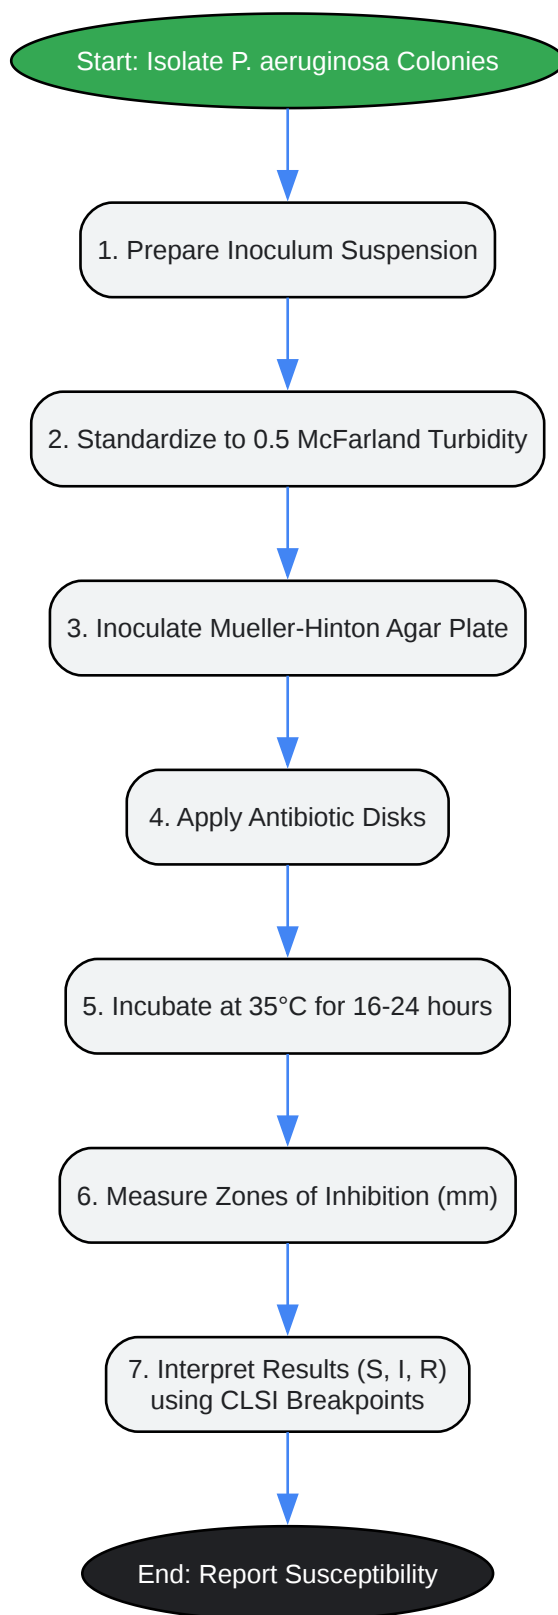 Start: Isolate P. aeruginosa Colonies
1. Prepare Inoculum Suspension
2. Standardize to 0.5 McFarland Turbidity
3. Inoculate Mueller-Hinton Agar Plate
4. Apply Antibiotic Disks
5. Incubate at 35°C for 16-24 hours
6. Measure Zones of Inhibition (mm)
7. Interpret Results (S, I, R)
using CLSI Breakpoints
End: Report Susceptibility